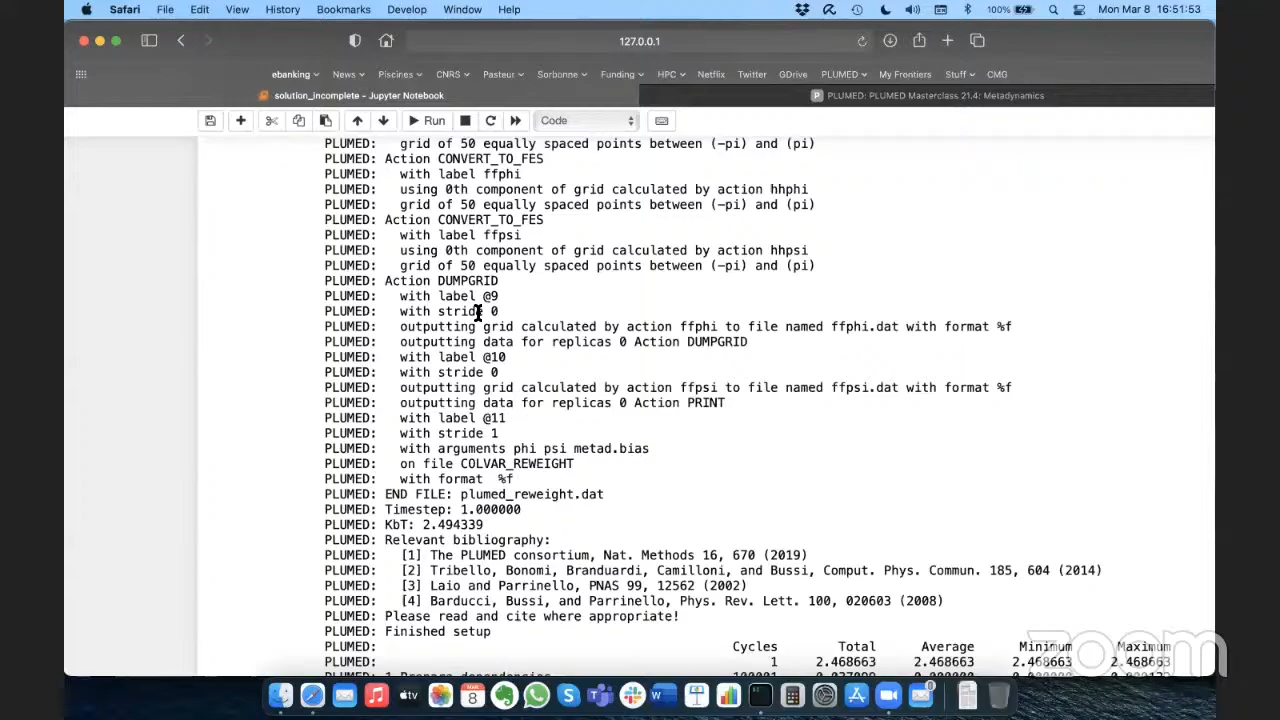 Safari File Edit View History Bookmarks Develop Window Help 100% Mon Mar 8 16:51:53
127.0.0.1
ebanking News Piscines CNRS Pasteur Sorbonne Funding HPC Netflix Twitter GDrive PLUMED My Frontiers Stuff CMG
solution_incomplete - Jupyter Notebook P PLUMED: PLUMED Masterclass 21.4: Metadynamics
Run Code
PLUMED: grid of 50 equally spaced points between (-pi) and (pi)
PLUMED: Action CONVERT_TO_FES
PLUMED: with label ffphi
PLUMED: using 0th component of grid calculated by action hhphi
PLUMED: grid of 50 equally spaced points between (-pi) and (pi)
PLUMED: Action CONVERT_TO_FES
PLUMED: with label ffpsi
PLUMED: using 0th component of grid calculated by action hhpsi
PLUMED: grid of 50 equally spaced points between (-pi) and (pi)
PLUMED: Action DUMPGRID
PLUMED: with label @9
PLUMED: with stride 0
PLUMED: outputting grid calculated by action ffphi to file named ffphi.dat with format %f
PLUMED: outputting data for replicas 0 Action DUMPGRID
PLUMED: with label @10
PLUMED: with stride 0
PLUMED: outputting grid calculated by action ffpsi to file named ffpsi.dat with format %f
PLUMED: outputting data for replicas 0 Action PRINT
PLUMED: with label @11
PLUMED: with stride 1
PLUMED: with arguments phi psi metad.bias
PLUMED: on file COLVAR_REWEIGHT
PLUMED: with format %f
PLUMED: END FILE: plumed_reweight.dat
PLUMED: Timestep: 1.000000
PLUMED: KbT: 2.494339
PLUMED: Relevant bibliography:
PLUMED: [1] The PLUMED consortium, Nat. Methods 16, 670 (2019)
PLUMED: [2] Tribello, Bonomi, Branduardi, Camilloni, and Bussi, Comput. Phys. Commun. 185, 604 (2014)
PLUMED: [3] Laio and Parrinello, PNAS 99, 12562 (2002)
PLUMED: [4] Barducci, Bussi, and Parrinello, Phys. Rev. Lett. 100, 020603 (2008)
PLUMED: Please read and cite where appropriate!
PLUMED: Finished setup
PLUMED: Cycles Total Average Minimum Maximum
PLUMED: 1 2.468663 2.468663 2.468663 2.468663
zoom